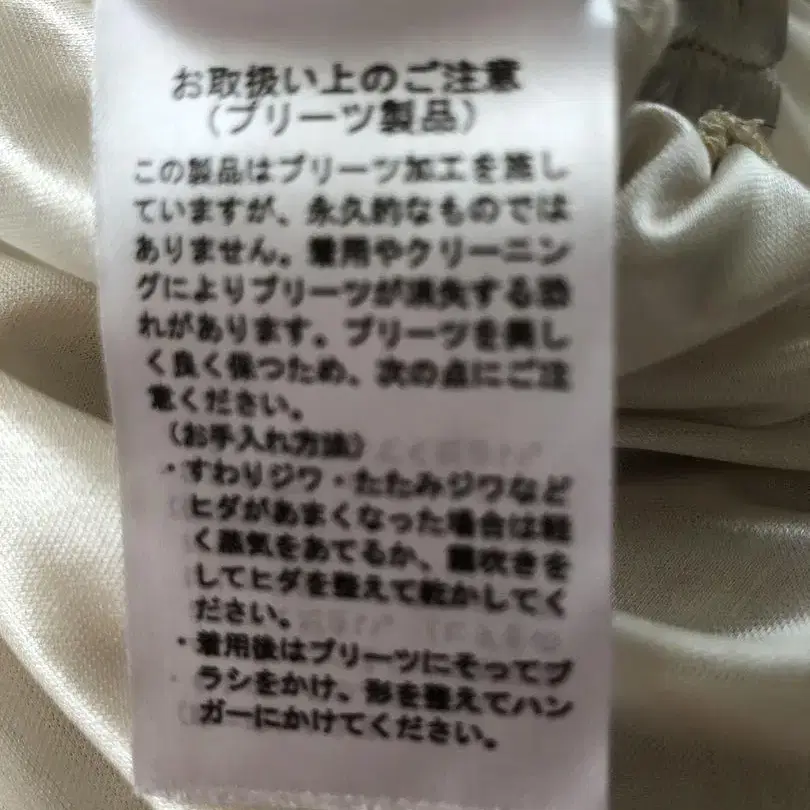 お取扱い上のご注意
(プリーツ製品)
この製品はプリーツ加工を施し
ていますが、永久的なものでは
ありません。着用やクリーニン
グによりプリーツが消失する恐
れがあります。プリーツを美し
く良く保つため、次の点にご注
意ください。
(お手入れ方法)
・すわりジワ・たたみジワなど
ヒダがあまくなった場合は軽
く蒸気をあてるか、霧吹きを
してヒダを整えて乾かしてく
ださい。
・着用後はプリーツにそってブ
ラシをかけ、形を整えてハン
ガーにかけてください。